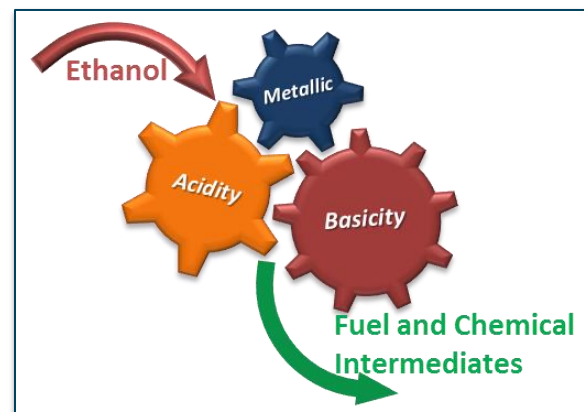 Ethanol
Metallic
Acidity
Basicity
Fuel and Chemical
Intermediates